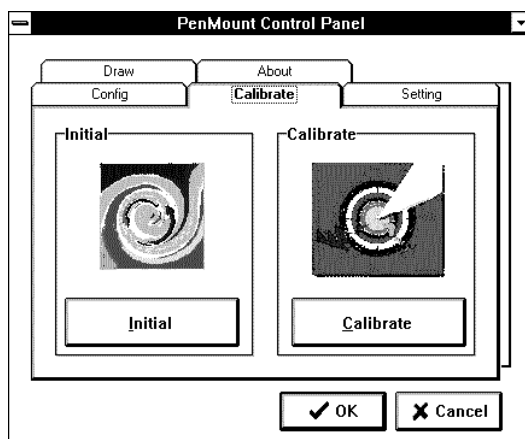 PenMount Control Panel
Draw About
Config Calibrate Setting
Initial Calibrate
Initial Calibrate
OK Cancel